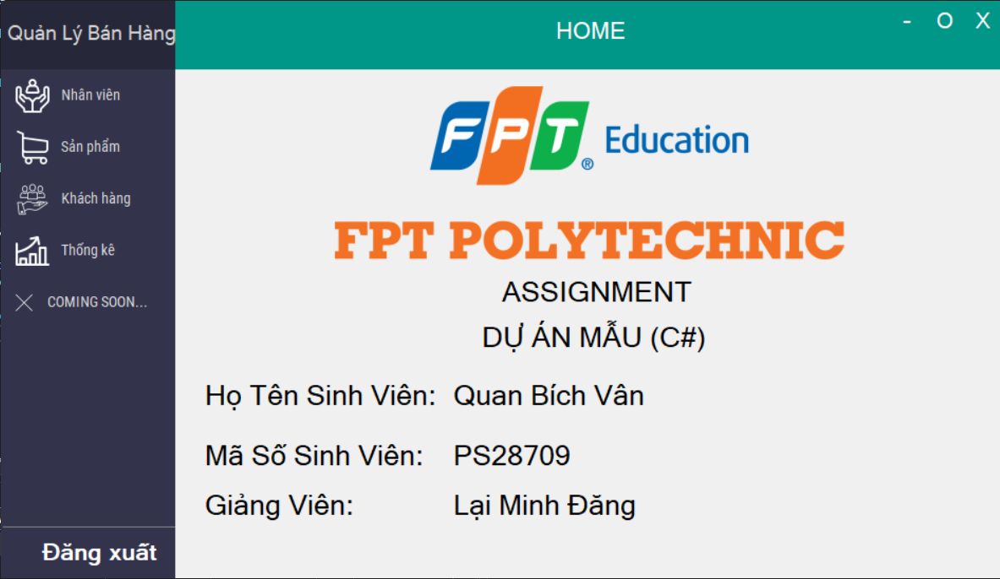 Quản Lý Bán Hàng
HOME
- O X
Nhân viên
Sản phẩm
Khách hàng
Thống kê
COMING SOON...
Đăng xuất
FPT® Education
FPT POLYTECHNIC
ASSIGNMENT
DỰ ÁN MẪU (C#)
Họ Tên Sinh Viên: Quan Bích Vân
Mã Số Sinh Viên: PS28709
Giảng Viên: Lại Minh Đăng